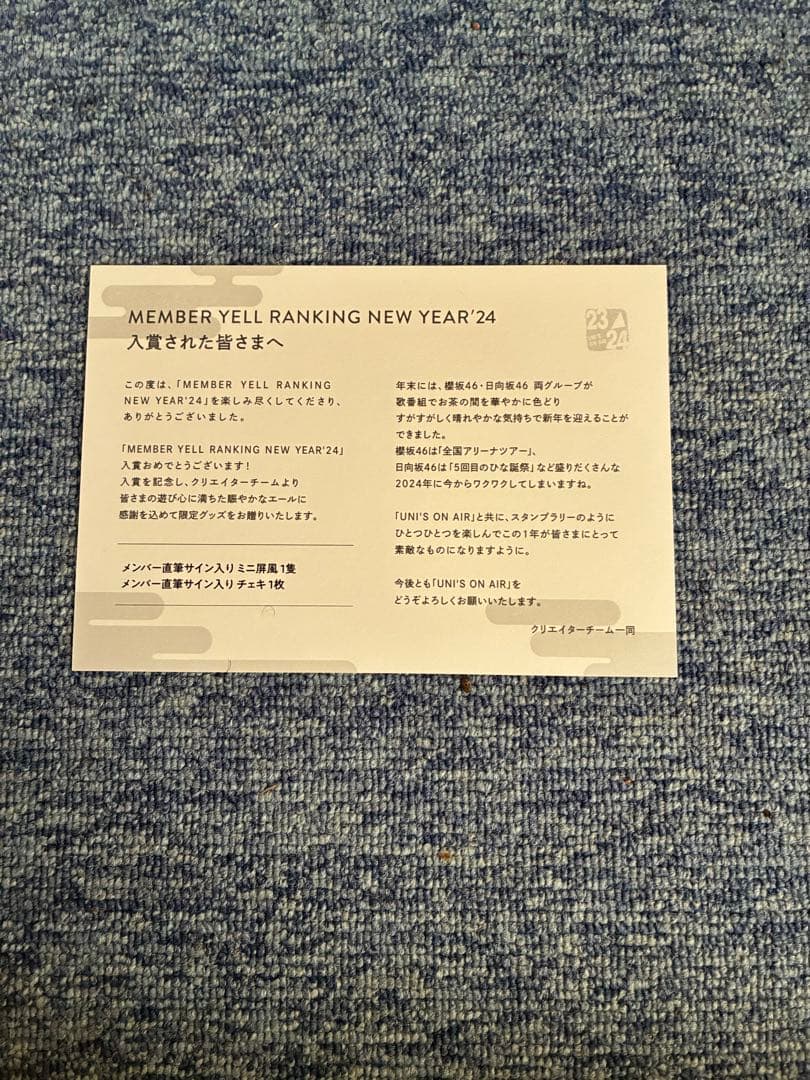 MEMBER YELL RANKING NEW YEAR'24
入賞された皆さまへ
23
24
この度は、「MEMBER YELL RANKING
NEW YEAR'24」を楽しみ尽くしてくださり、
ありがとうございました。
「MEMBER YELL RANKING NEW YEAR'24」
入賞おめでとうございます!
入賞を記念し、クリエイターチームより
皆さまの遊び心に満ちた賑やかなエールに
感謝を込めて限定グッズをお贈りいたします。
メンバー直筆サイン入り ミニ屏風 1隻
メンバー直筆サイン入り チェキ 1枚
年末には、櫻坂46・日向坂46 両グループが
歌番組でお茶の間を華やかに色どり
すがすがしく晴れやかな気持ちで新年を迎えることが
できました。
櫻坂46は「全国アリーナツアー」、
日向坂46は「5回目のひな誕祭」など盛りだくさんな
2024年に今からワクワクしてしまいますね。
「UNI'S ON AIR」と共に、スタンプラリーのように
ひとつひとつを楽しんでこの1年が皆さまにとって
素敵なものになりますように。
今後とも「UNI'S ON AIR」を
どうぞよろしくお願いいたします。
クリエイターチーム一同